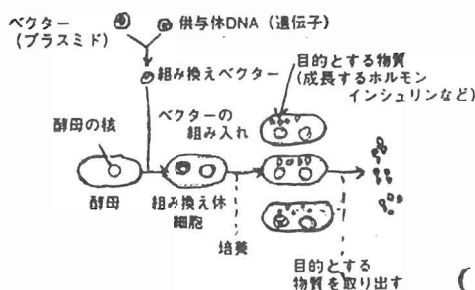 ベクター
(プラスミド)
供与体DNA(遺伝子)
組み換えベクター
目的とする物質
(成長するホルモン
インシュリンなど)
ベクターの
組み入れ
酵母の核
酵母
組み換え体
細胞
培養
目的とする
物質を取り出す
(